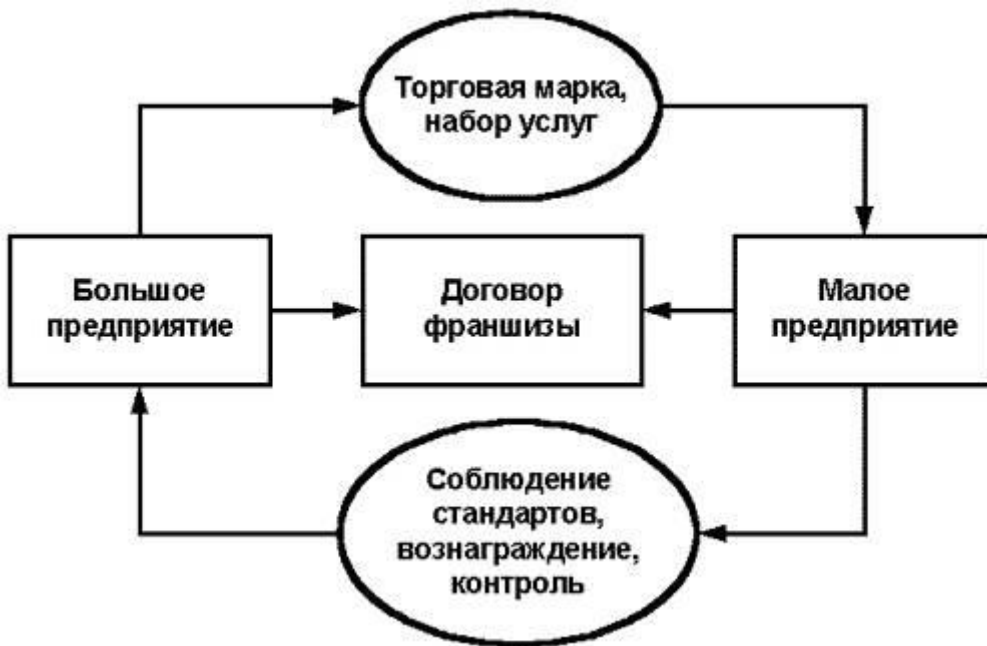 Торговая марка,
набор услуг
Большое
предприятие
Договор
франшизы
Малое
предприятие
Соблюдение
стандартов,
вознаграждение,
контроль